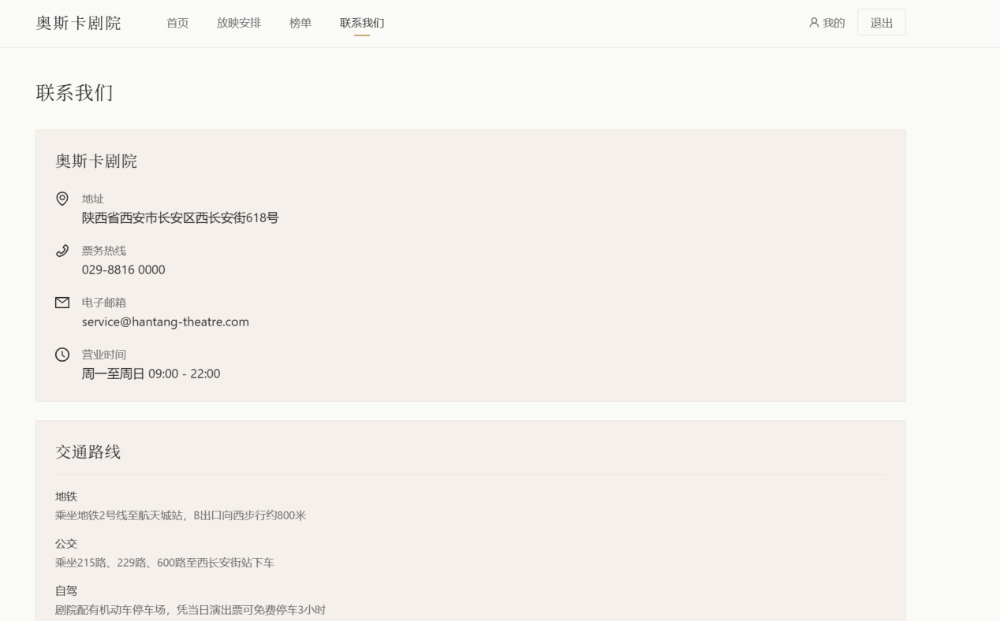 奥斯卡剧院 首页 放映安排 榜单 联系我们 我的 退出
联系我们
奥斯卡剧院
地址
陕西省西安市长安区西长安街618号
票务热线
029-8816 0000
电子邮箱
service@hantang-theatre.com
营业时间
周一至周日 09:00 - 22:00
交通路线
地铁
乘坐地铁2号线至航天城站，B出口向西步行约800米
公交
乘坐215路、229路、600路至西长安街站下车
自驾
剧院配有机动车停车场，凭当日演出票可免费停车3小时